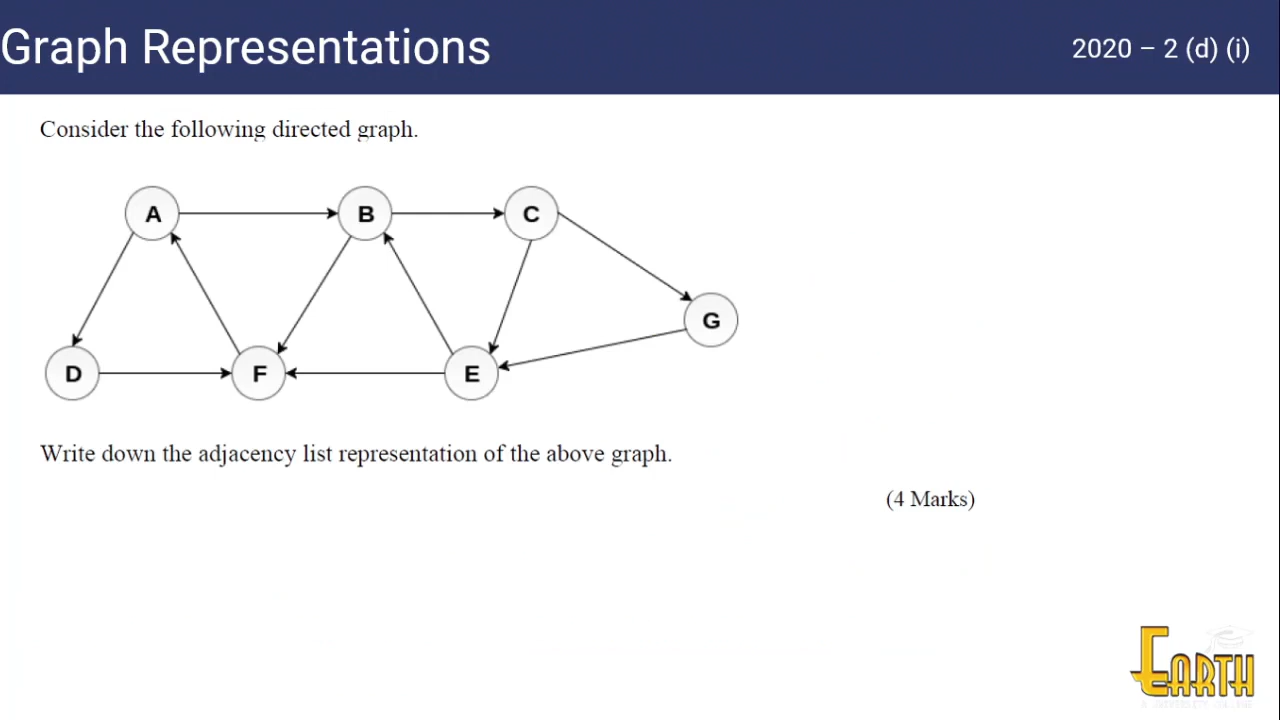 Graph Representations
2020 – 2 (d) (i)
Consider the following directed graph.
A
B
C
G
D
F
E
Write down the adjacency list representation of the above graph.
(4 Marks)
EARTH